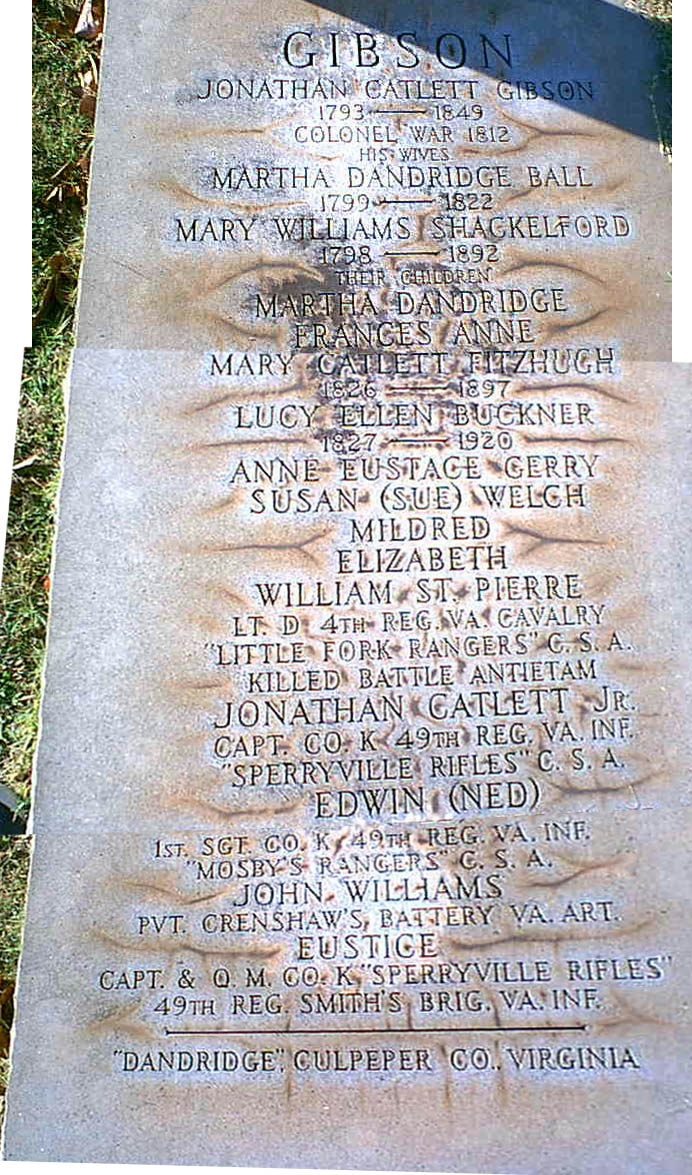 GIBSON
JONATHAN CATLETT GIBSON
1793 — 1849
COLONEL WAR 1812
HIS WIVES
MARTHA DANDRIDGE BALL
1799 — 1822
MARY WILLIAMS SHACKELFORD
1798 — 1892
THEIR CHILDREN
MARTHA DANDRIDGE
FRANCES ANNE
MARY CATLETT FITZHUGH
1826 — 1897
LUCY ELLEN BUCKNER
1827 — 1920
ANNE EUSTACE GERRY
SUSAN (SUE) WELCH
MILDRED
ELIZABETH
WILLIAM ST. PIERRE
LT. D 4TH REG. VA. CAVALRY
"LITTLE FORK RANGERS" C. S. A.
KILLED BATTLE ANTIETAM
JONATHAN CATLETT JR.
CAPT. CO. K 49TH REG. VA. INF.
"SPERRYVILLE RIFLES" C. S. A.
EDWIN (NED)
1ST. SGT. CO. K, 49TH REG. VA. INF.
"MOSBY'S RANGERS" C. S. A.
JOHN WILLIAMS
PVT. CRENSHAW'S, BATTERY VA. ART.
EUSTICE
CAPT. & Q. M. CO. K, "SPERRYVILLE RIFLES"
49TH REG. SMITH'S BRIG. VA. INF.
"DANDRIDGE", CULPEPER CO., VIRGINIA